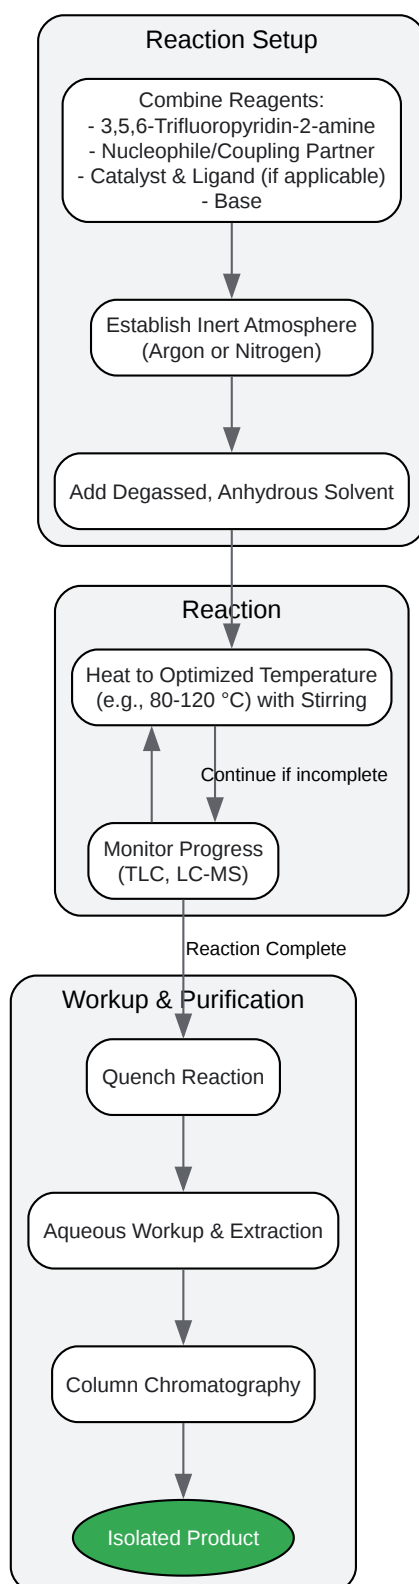 Reaction Setup
Combine Reagents:
- 3,5,6-Trifluoropyridin-2-amine
- Nucleophile/Coupling Partner
- Catalyst & Ligand (if applicable)
- Base
Establish Inert Atmosphere
(Argon or Nitrogen)
Add Degassed, Anhydrous Solvent
Reaction
Heat to Optimized Temperature
(e.g., 80-120 °C) with Stirring
Continue if incomplete
Monitor Progress
(TLC, LC-MS)
Reaction Complete
Workup & Purification
Quench Reaction
Aqueous Workup & Extraction
Column Chromatography
Isolated Product